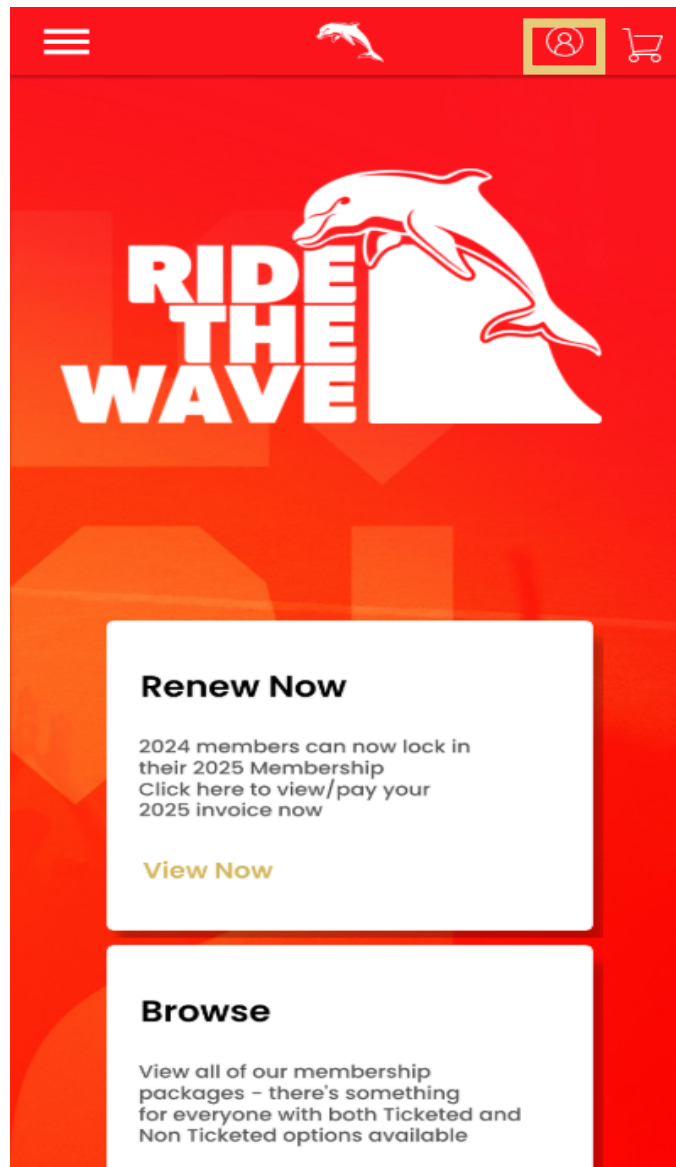 RIDE
THE
WAVE
Renew Now
2024 members can now lock in
their 2025 Membership
Click here to view/pay your
2025 invoice now
View Now
Browse
View all of our membership
packages - there's something
for everyone with both Ticketed and
Non Ticketed options available